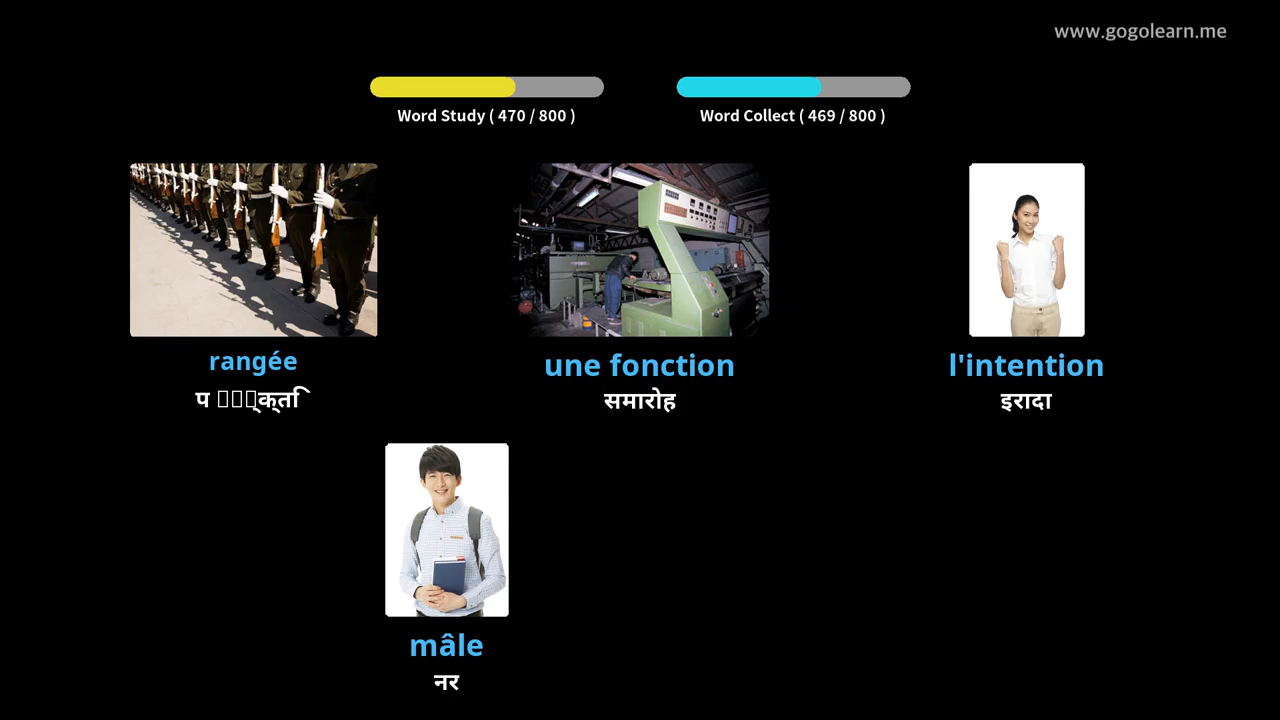 www.gogolearn.me
Word Study ( 470 / 800 )
Word Collect ( 469 / 800 )
rangée
une fonction
l'intention
समारोह
इरादा
mâle
नर